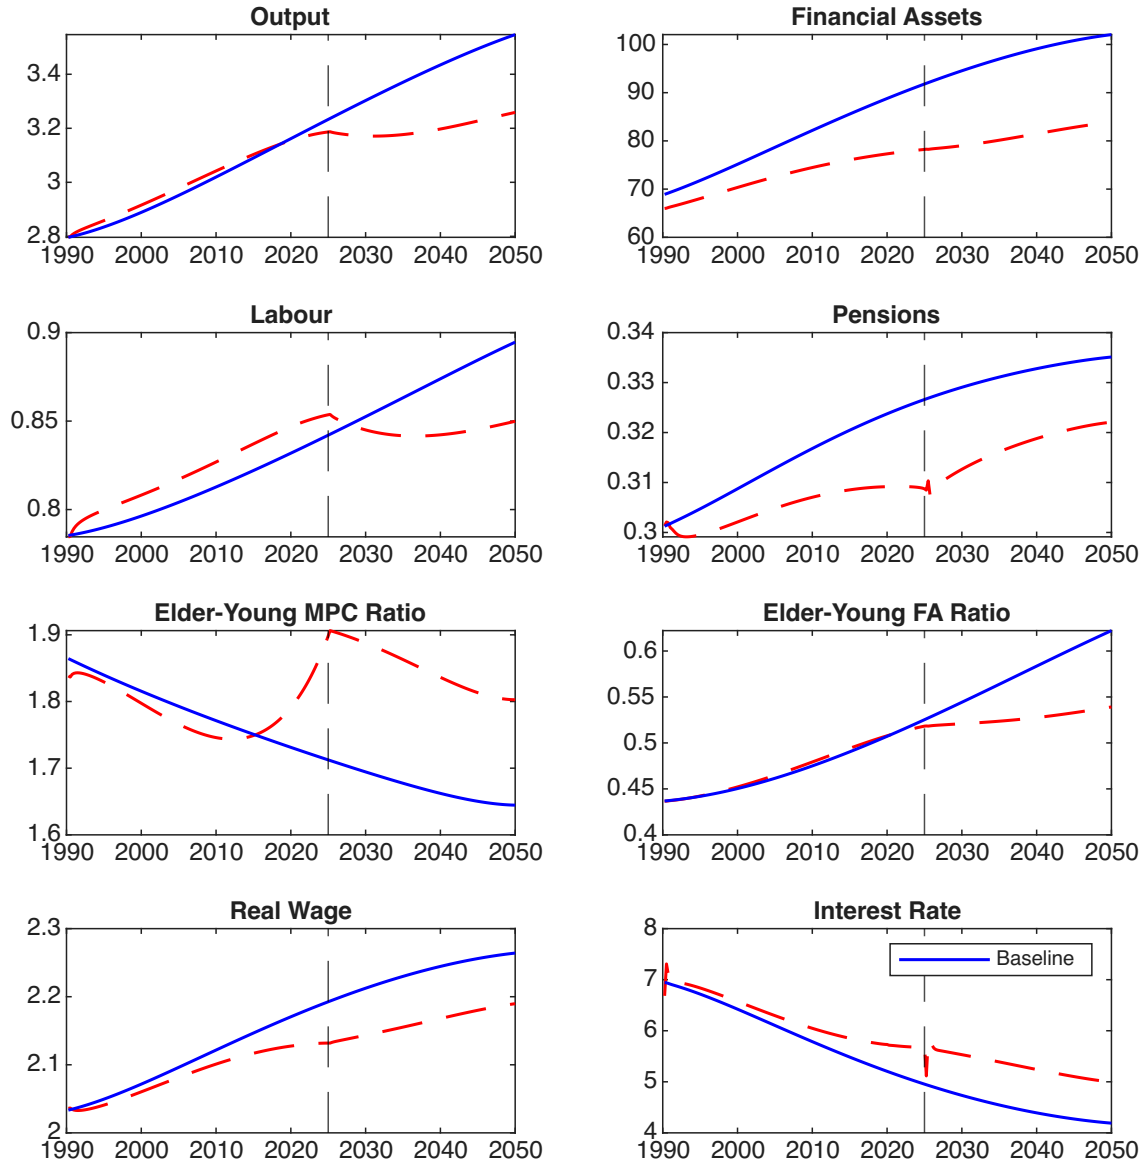 Output
3.4
3.2
3
2.8
1990 2000 2010 2020 2030 2040 2050
Financial Assets
100
90
80
70
60
1990 2000 2010 2020 2030 2040 2050
Labour
0.9
0.85
0.8
1990 2000 2010 2020 2030 2040 2050
Pensions
0.34
0.33
0.32
0.31
0.3
1990 2000 2010 2020 2030 2040 2050
Elder-Young MPC Ratio
1.9
1.8
1.7
1.6
1990 2000 2010 2020 2030 2040 2050
Elder-Young FA Ratio
0.6
0.55
0.5
0.45
0.4
1990 2000 2010 2020 2030 2040 2050
Real Wage
2.3
2.2
2.1
2
1990 2000 2010 2020 2030 2040 2050
Interest Rate
8
7
6
5
4
Baseline
1990 2000 2010 2020 2030 2040 2050